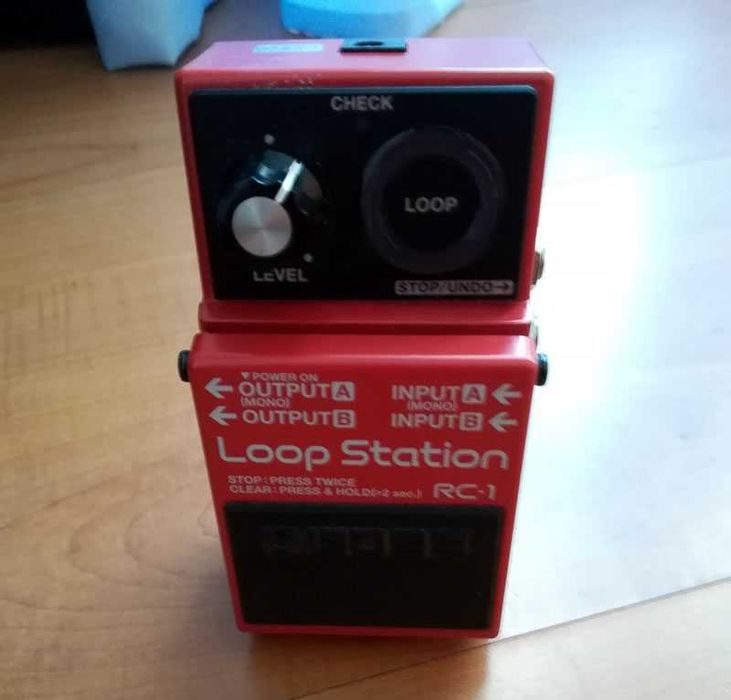 CHECK
LOOP
LEVEL
STOP/UNDO→
▼POWER ON
←OUTPUT A
(MONO)
←OUTPUT B
INPUT A←
(MONO)
INPUT B←
Loop Station
STOP: PRESS TWICE
CLEAR: PRESS & HOLD(>2 sec.)
RC-1